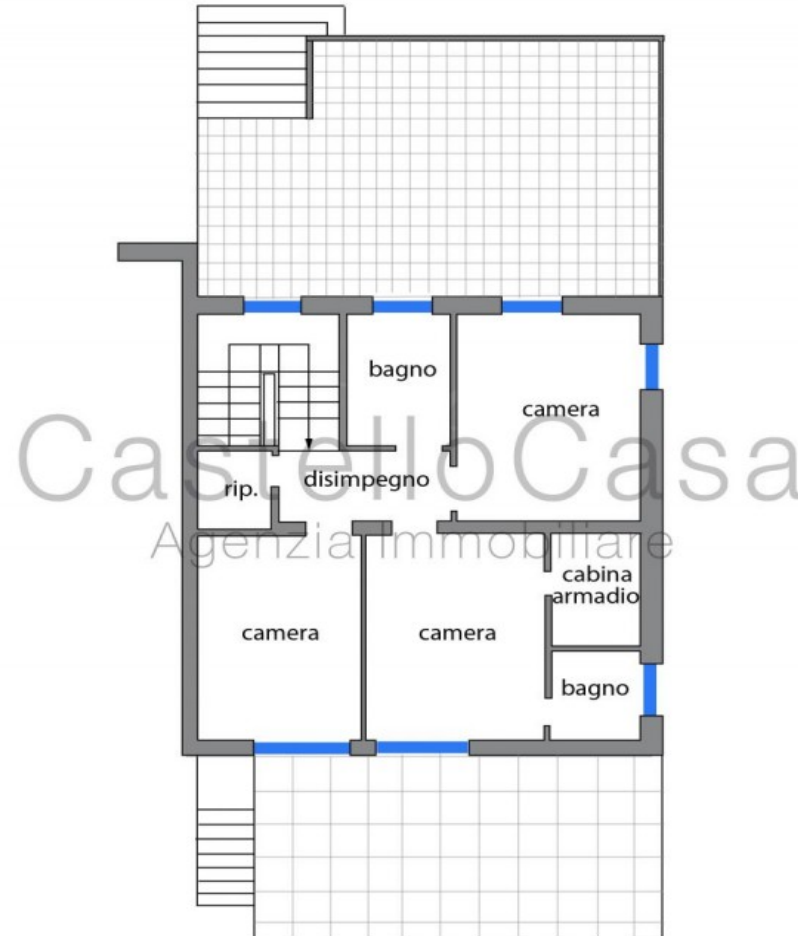 bagno
camera
CastelloCasa
rip.
disimpegno
Agenzia Immobiliare
cabina
armadio
camera
camera
bagno